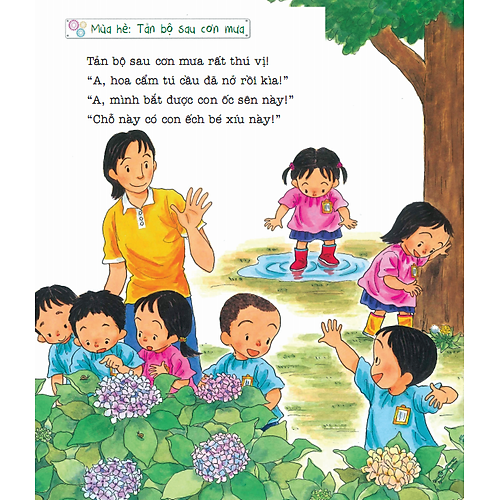 Mùa hè: Tản bộ sau cơn mưa
Tản bộ sau cơn mưa rất thú vị!
“A, hoa cẩm tú cầu đã nở rồi kìa!”
“A, mình bắt được con ốc sên này!”
“Chỗ này có con ếch bé xíu này!”